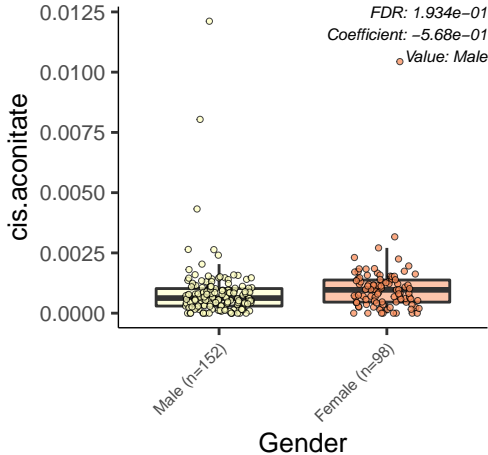 FDR: 1.934e−01
Coefficient: −5.68e−01
Value: Male
0.0125
0.0100
0.0075
0.0050
0.0025
0.0000
cis.aconitate
Male (n=152)
Female (n=98)
Gender